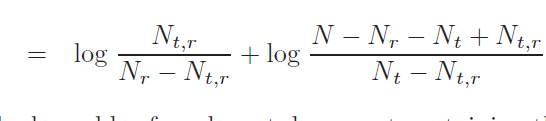 = log N_{t,r} / (N_r − N_{t,r}) + log (N − N_r − N_t + N_{t,r}) / (N_t − N_{t,r})